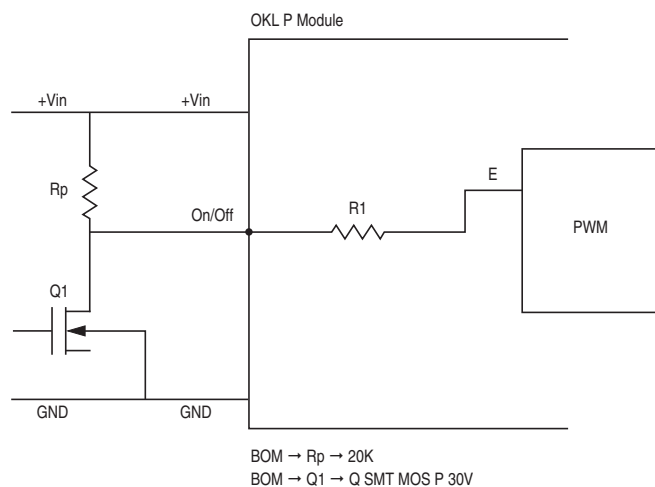 OKL P Module
+Vin +Vin
Rp
On/Off
R1
E
PWM
Q1
GND GND
BOM → Rp → 20K
BOM → Q1 → Q SMT MOS P 30V